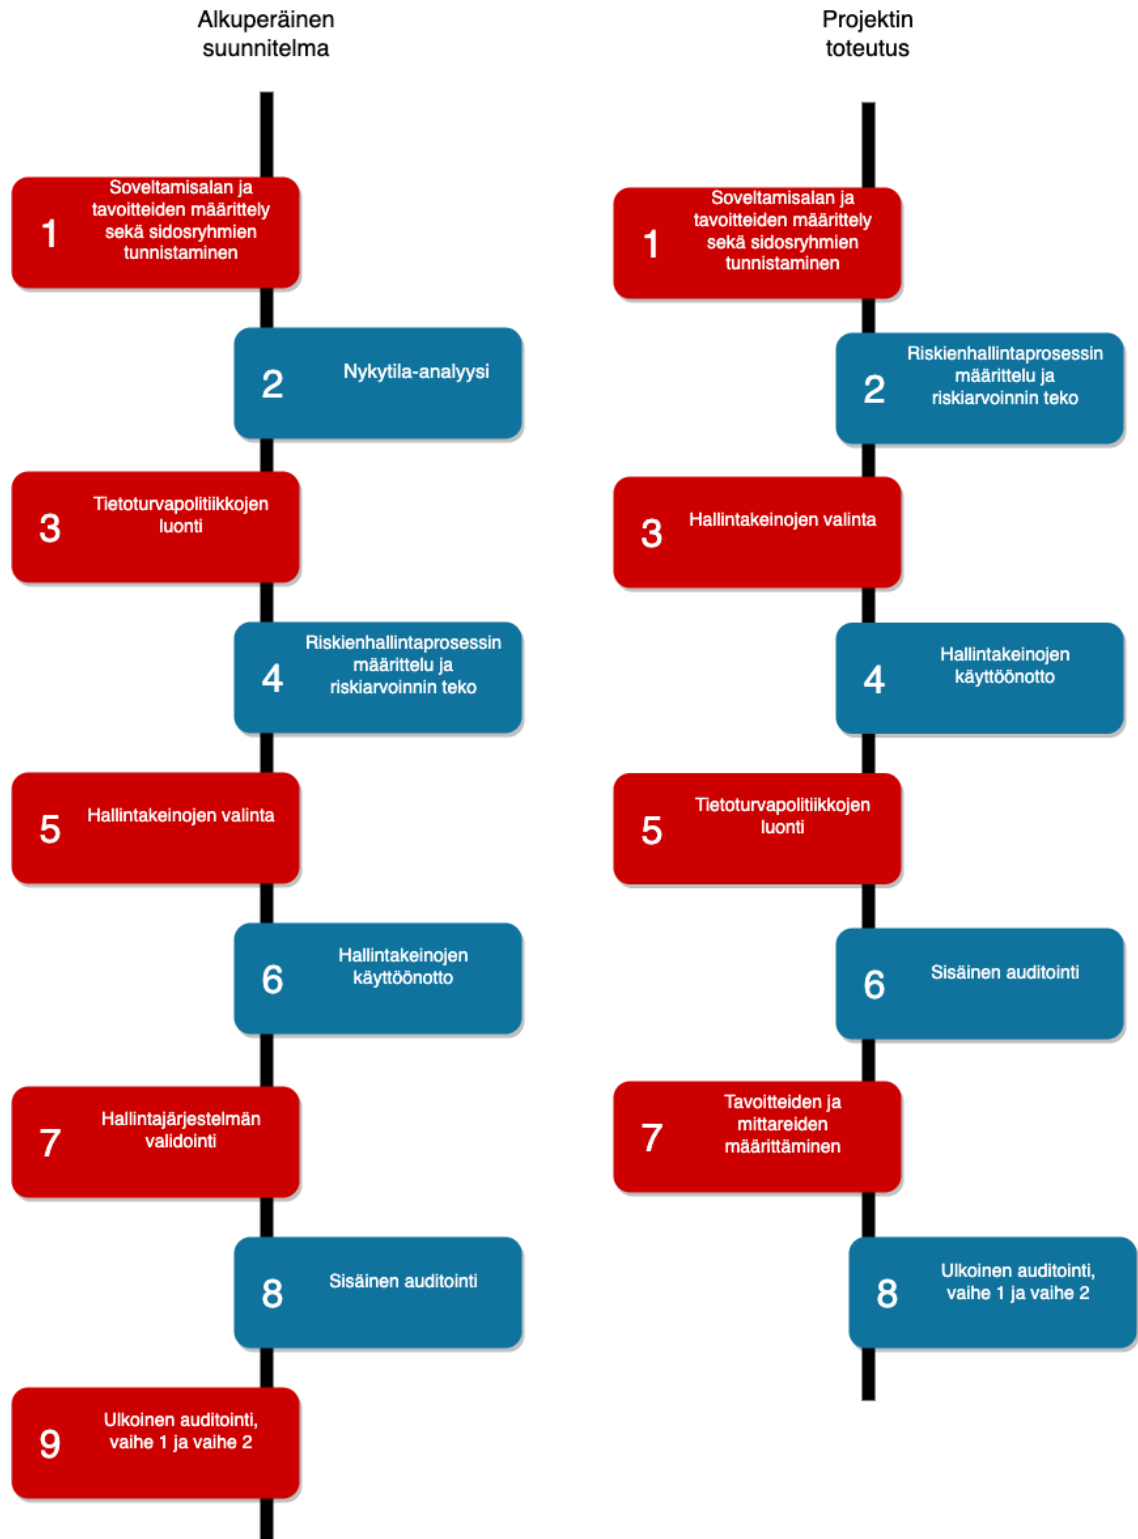 Alkuperäinen
suunnitelma
1
Soveltamisalan ja
tavoitteiden määrittely
sekä sidosryhmien
tunnistaminen
2
Nykytila-analyysi
3
Tietoturvapolitiikkojen
luonti
4
Riskienhallintaprosessin
määrittelu ja
riskiarvoinnin teko
5
Hallintakeinojen valinta
6
Hallintakeinojen
käyttöönotto
7
Hallintajärjestelmän
validointi
8
Sisäinen auditointi
9
Ulkoinen auditointi,
vaihe 1 ja vaihe 2
Projektin
toteutus
1
Soveltamisalan ja
tavoitteiden määrittely
sekä sidosryhmien
tunnistaminen
2
Riskienhallintaprosessin
määrittelu ja
riskiarvoinnin teko
3
Hallintakeinojen valinta
4
Hallintakeinojen
käyttöönotto
5
Tietoturvapolitiikkojen
luonti
6
Sisäinen auditointi
7
Tavoitteiden ja
mittareiden
määrittäminen
8
Ulkoinen auditointi,
vaihe 1 ja vaihe 2